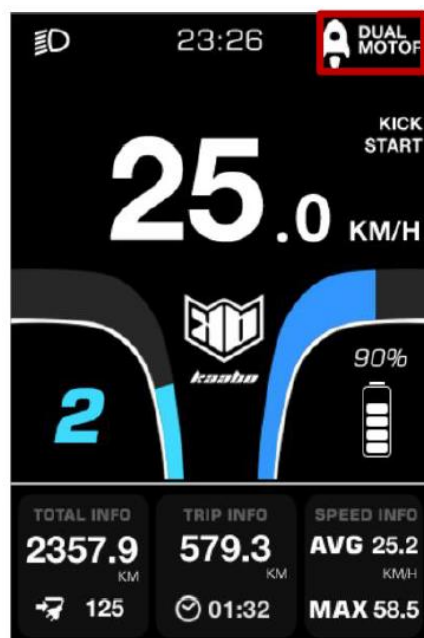 23:26
DUAL
MOTOR
KICK
START
25.0 KM/H
kaabo
90%
2
TOTAL INFO
2357.9
KM
125
TRIP INFO
579.3
KM
01:32
SPEED INFO
AVG 25.2
KM/H
MAX 58.5